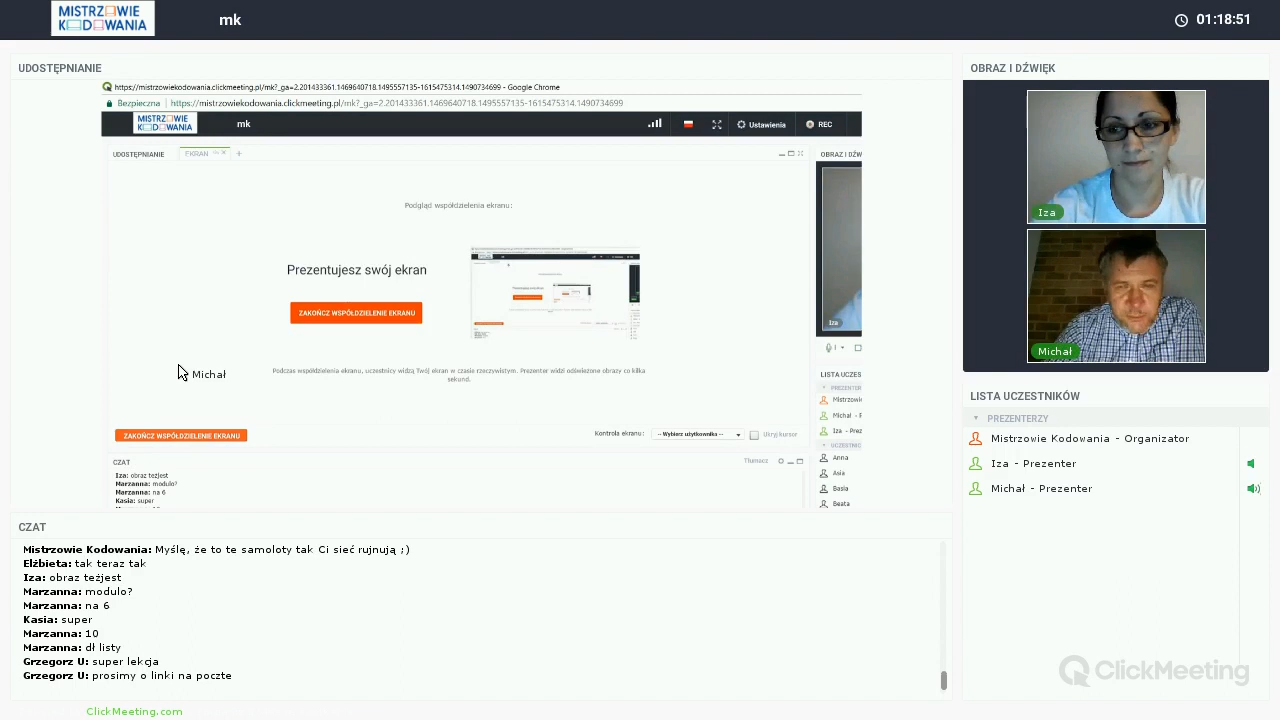 MISTRZOWIE
KODOWANIA
mk
01:18:51
UDOSTĘPNIANIE
https://mistrzowiekodowania.clickmeeting.pl/mk?_ga=2.201433361.1469640718.1495557135-1615475314.1490734699 - Google Chrome
Bezpieczna
https://mistrzowiekodowania.clickmeeting.pl/mk?_ga=2.201433361.1469640718.1495557135-1615475314.1490734699
MISTRZOWIE
KODOWANIA
mk
Ustawienia
REC
UDOSTĘPNIANIE
EKRAN
+
OBRAZ I DŹW
Podgląd współdzielenia ekranu:
Prezentujesz swój ekran
ZAKOŃCZ WSPÓŁDZIELENIE EKRANU
Iza
Michał
Podczas współdzielenia ekranu, uczestnicy widzą Twój ekran w czasie rzeczywistym. Prezenter widzi odświeżone obrazy co kilka
sekund.
LISTA UCZES
PREZENTER
Mistrzowie
Michał - F
Iza - Prez
UCZESTNIC
Anna
Asia
Basia
Beata
ZAKOŃCZ WSPÓŁDZIELENIE EKRANU
Kontrola ekranu:
-- Wybierz użytkownika --
Ukryj kursor
CZAT
Tłumacz
Iza: obraz teżjest
Marzanna: modulo?
Marzanna: na 6
Kasia: super
CZAT
Mistrzowie Kodowania: Myślę, że to te samoloty tak Ci sieć rujnują ;)
Elżbieta: tak teraz tak
Iza: obraz teżjest
Marzanna: modulo?
Marzanna: na 6
Kasia: super
Marzanna: 10
Marzanna: dł listy
Grzegorz U: super lekcja
Grzegorz U: prosimy o linki na poczte
OBRAZ I DŹWIĘK
Iza
Michał
LISTA UCZESTNIKÓW
PREZENTERZY
Mistrzowie Kodowania - Organizator
Iza - Prezenter
Michał - Prezenter
ClickMeeting
ClickMeeting.com